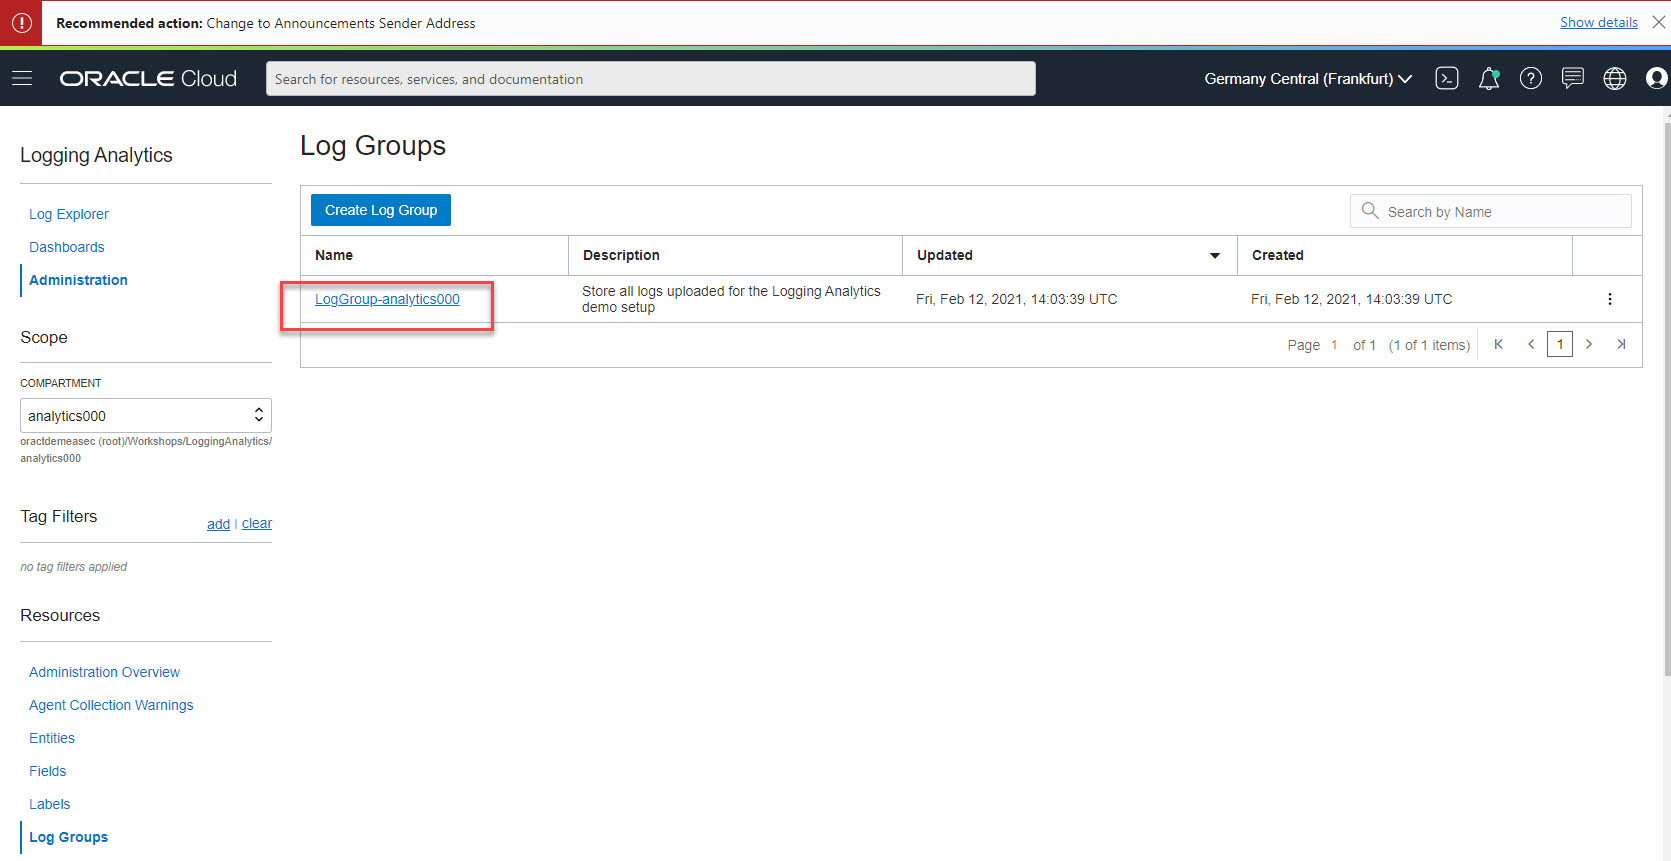 Recommended action: Change to Announcements Sender Address
Show details
ORACLE Cloud
Search for resources, services, and documentation
Germany Central (Frankfurt)
Logging Analytics
Log Explorer
Dashboards
Administration
Scope
COMPARTMENT
analytics000
oractdemeasec (root)/Workshops/LoggingAnalytics/
analytics000
Tag Filters
add | clear
no tag filters applied
Resources
Administration Overview
Agent Collection Warnings
Entities
Fields
Labels
Log Groups
Log Groups
Create Log Group
Search by Name
Name Description Updated Created
LogGroup-analytics000
Store all logs uploaded for the Logging Analytics
demo setup
Fri, Feb 12, 2021, 14:03:39 UTC
Fri, Feb 12, 2021, 14:03:39 UTC
Page 1 of 1 (1 of 1 items) 1